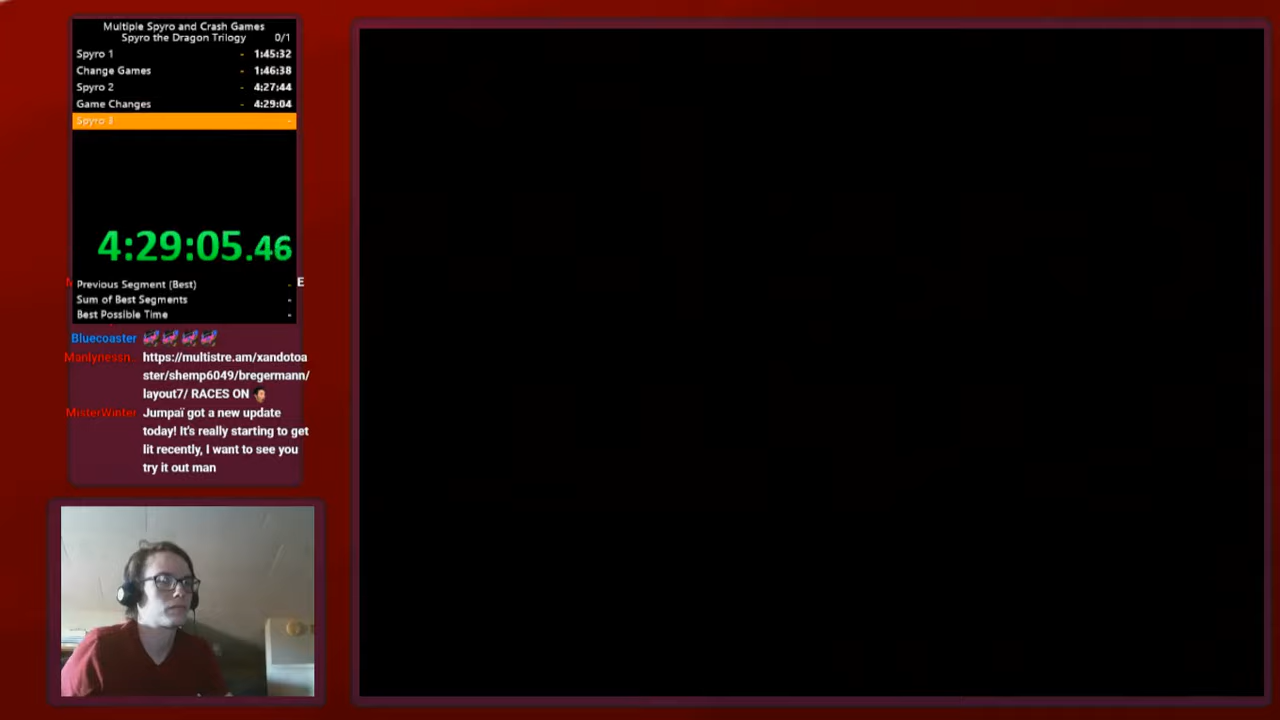 Multiple Spyro and Crash Games
Spyro the Dragon Trilogy 0/1
Spyro 1 - 1:45:32
Change Games - 1:46:38
Spyro 2 - 4:27:44
Game Changes - 4:29:04
Spyro 3 -
4:29:05.46
E
Previous Segment (Best) -
Sum of Best Segments -
Best Possible Time -
Bluecoaster
Manlynessn.. https://multistre.am/xandotoa
ster/shemp6049/bregermann/
layout7/ RACES ON
MisterWinter Jumpaï got a new update
today! It's really starting to get
lit recently, I want to see you
try it out man